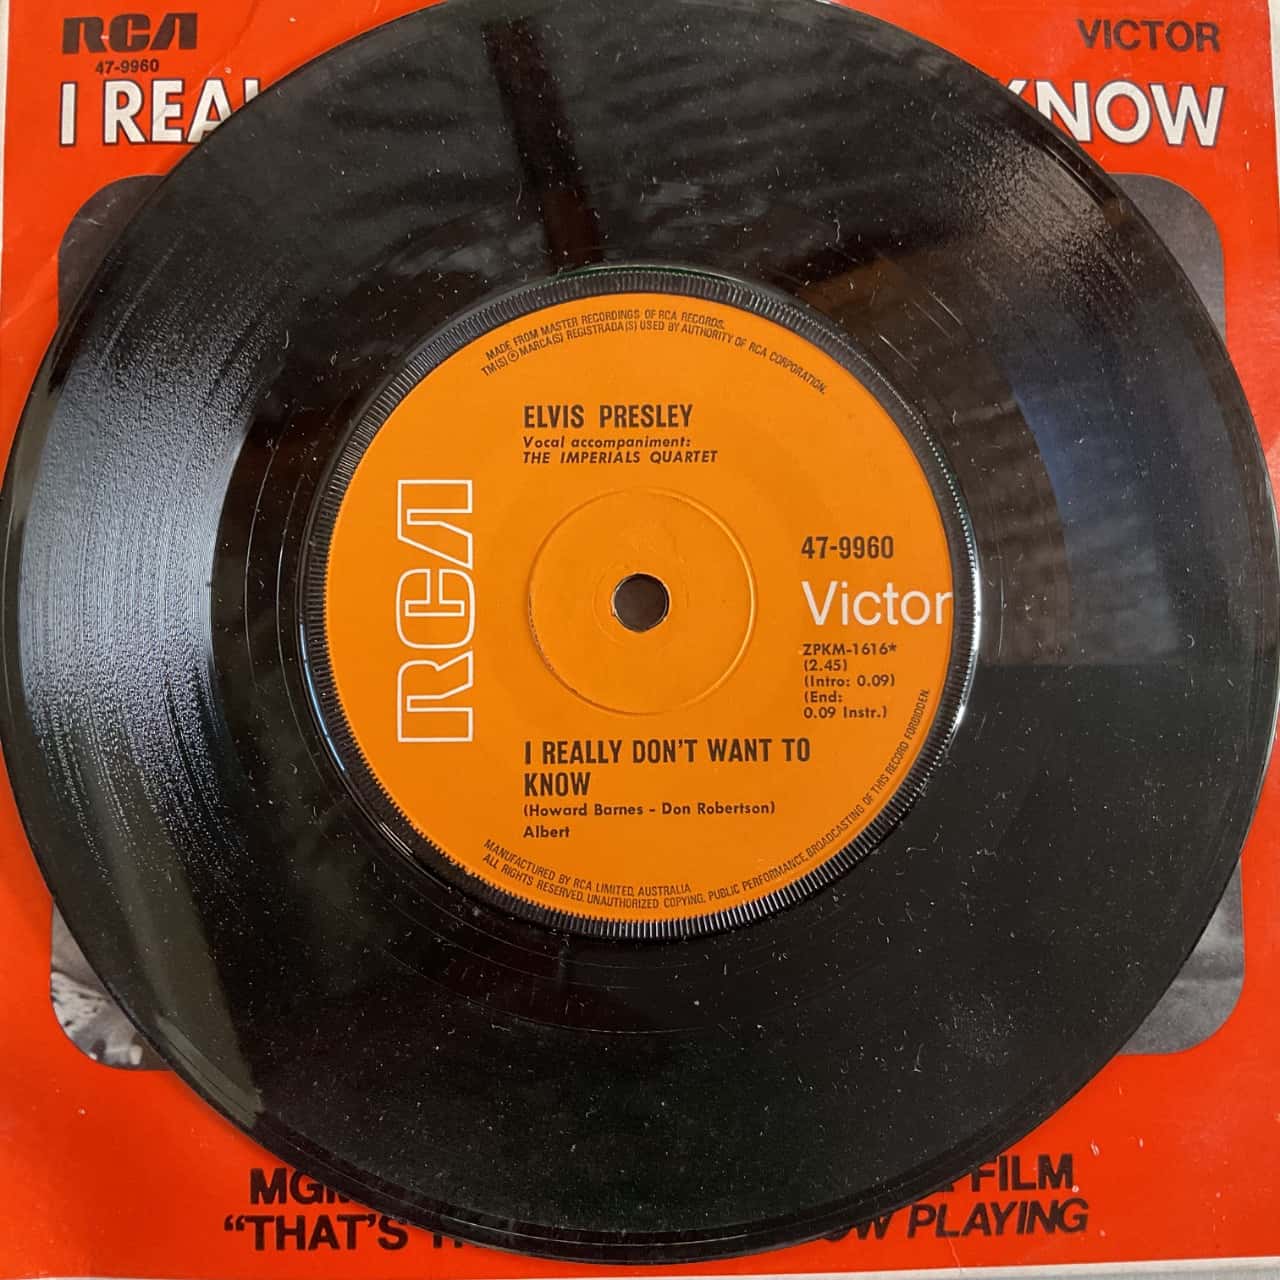 RCA VICTOR
47-9960
I REA KNOW
MADE FROM MASTER RECORDINGS OF RCA RECORDS.
TM(S) ® MARCA(S) REGISTRADA(S) USED BY AUTHORITY OF RCA CORPORATION.
ELVIS PRESLEY
Vocal accompaniment:
THE IMPERIALS QUARTET
RCA
47-9960
Victor
ZPKM-1616*
(2.45)
(Intro: 0.09)
(End:
0.09 Instr.)
I REALLY DON'T WANT TO
KNOW
(Howard Barnes - Don Robertson)
Albert
MANUFACTURED BY RCA LIMITED, AUSTRALIA
ALL RIGHTS RESERVED. UNAUTHORIZED COPYING, PUBLIC PERFORMANCE, BROADCASTING OF THIS RECORD FORBIDDEN.
MGM FILM
"THAT'S PLAYING